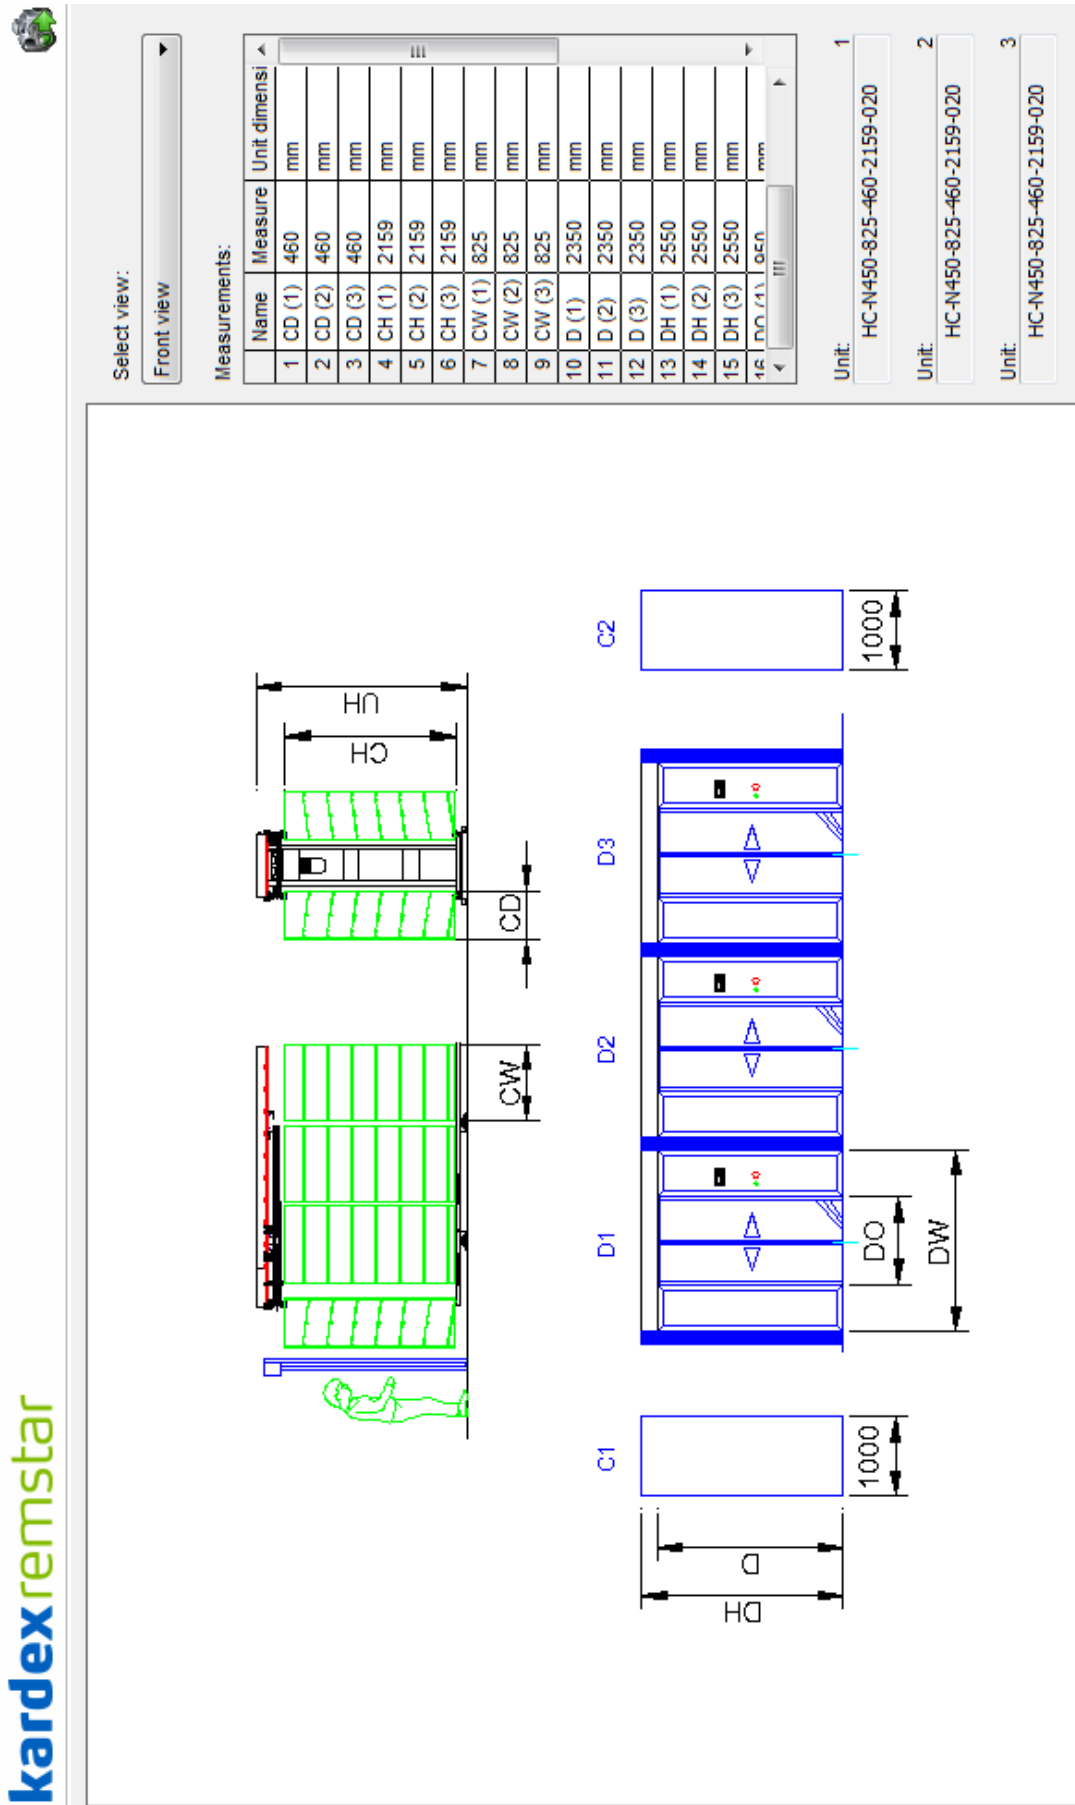 kardexremstar
Select view:
Front view
Measurements:
Name Measure Unit dimensi
1 CD (1) 460 mm
2 CD (2) 460 mm
3 CD (3) 460 mm
4 CH (1) 2159 mm
5 CH (2) 2159 mm
6 CH (3) 2159 mm
7 CW (1) 825 mm
8 CW (2) 825 mm
9 CW (3) 825 mm
10 D (1) 2350 mm
11 D (2) 2350 mm
12 D (3) 2350 mm
13 DH (1) 2550 mm
14 DH (2) 2550 mm
15 DH (3) 2550 mm
16 DO (1) 950 mm
Unit: 1
HC-N450-825-460-2159-020
Unit: 2
HC-N450-825-460-2159-020
Unit: 3
HC-N450-825-460-2159-020
UH
CH
CD
CW
C1
D1
D2
D3
C2
DH
D
1000
DO
DW
1000